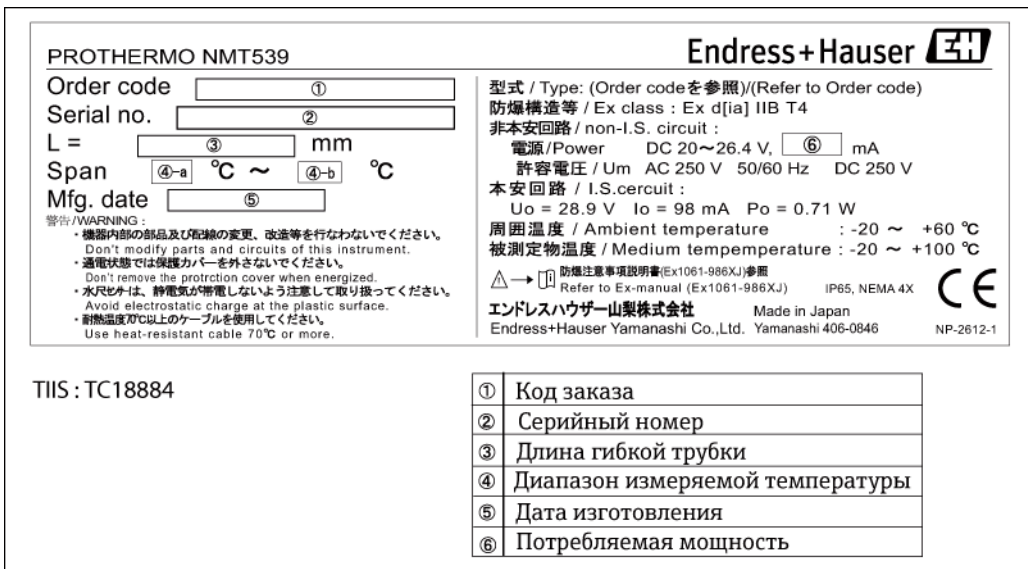 PROTHERMO NMT539
Endress+Hauser EH
Order code ①
Serial no. ②
L = ③ mm
Span ④-a ℃ ～ ④-b ℃
Mfg. date ⑤
警告/WARNING :
・機器内部の部品及び配線の変更、改造等を行なわないでください。
Don't modify parts and circuits of this instrument.
・通電状態では保護カバーを外さないでください。
Don't remove the protrction cover when energized.
・水尺センサは、静電気が帯電しないよう注意して取り扱ってください。
Avoid electrostatic charge at the plastic surface.
・耐熱温度70℃以上のケーブルを使用してください。
Use heat-resistant cable 70℃ or more.
型式 / Type: (Order codeを参照)/(Refer to Order code)
防爆構造等 / Ex class : Ex d[ia] IIB T4
非本安回路 / non-I.S. circuit :
電源/Power DC 20～26.4 V, ⑥ mA
許容電圧 / Um AC 250 V 50/60 Hz DC 250 V
本安回路 / I.S.cercuit :
Uo = 28.9 V Io = 98 mA Po = 0.71 W
周囲温度 / Ambient temperature : -20 ～ +60 ℃
被測定物温度 / Medium tempemperature : -20 ～ +100 ℃
防爆注意事項説明書(Ex1061-986XJ)参照
Refer to Ex-manual (Ex1061-986XJ) IP65, NEMA 4X
CE
エンドレスハウザー山梨株式会社 Made in Japan
Endress+Hauser Yamanashi Co.,Ltd. Yamanashi 406-0846 NP-2612-1
TIIS : TC18884
① Код заказа
② Серийный номер
③ Длина гибкой трубки
④ Диапазон измеряемой температуры
⑤ Дата изготовления
⑥ Потребляемая мощность